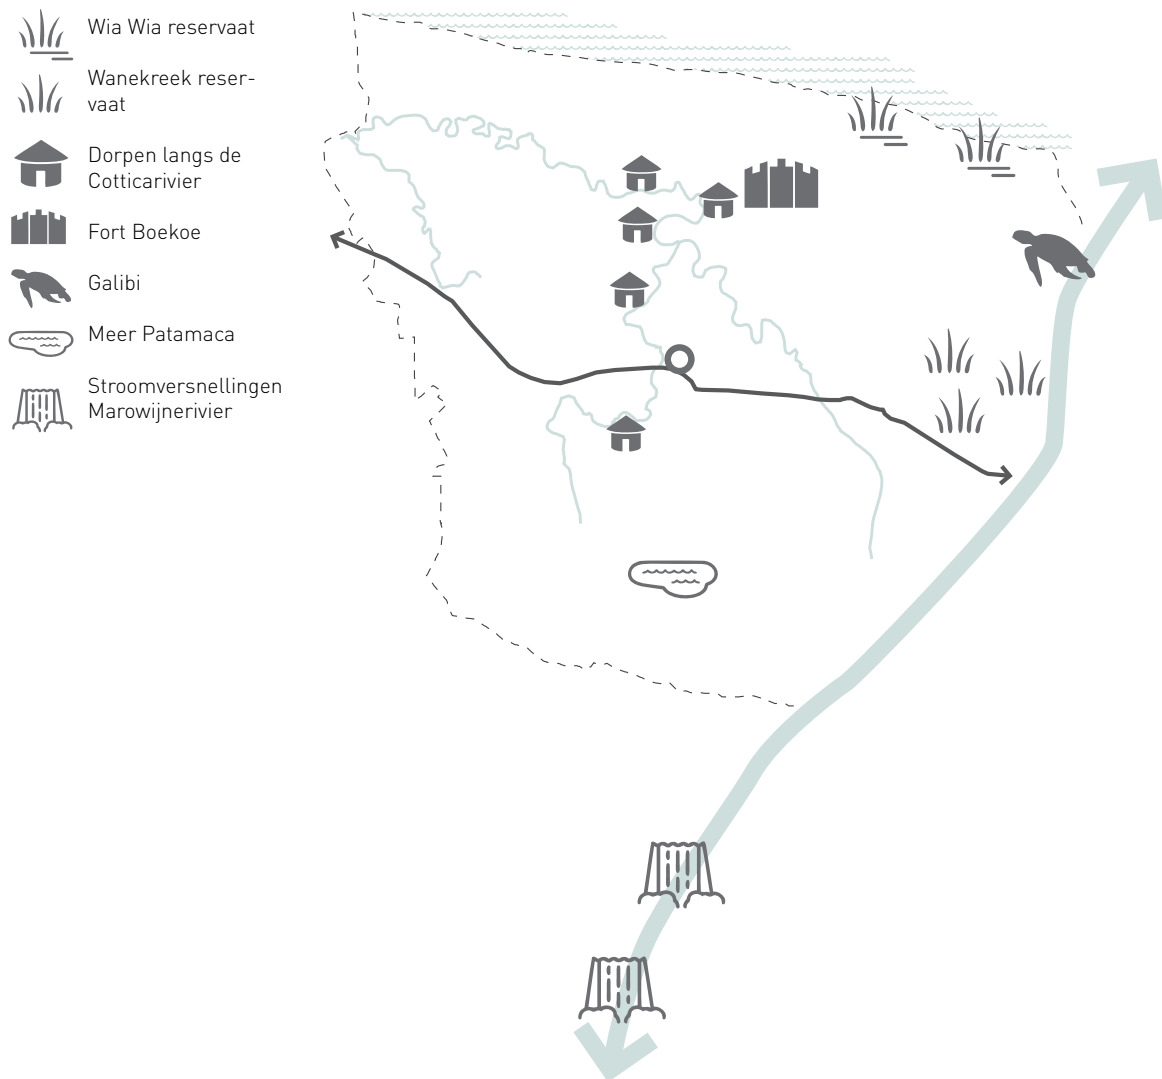 Wia Wia reservaat
Wanekreek reser-
vaat
Dorpen langs de
Cotticarivier
Fort Boekoe
Galibi
Meer Patamaca
Stroomversnellingen
Marowijnerivier